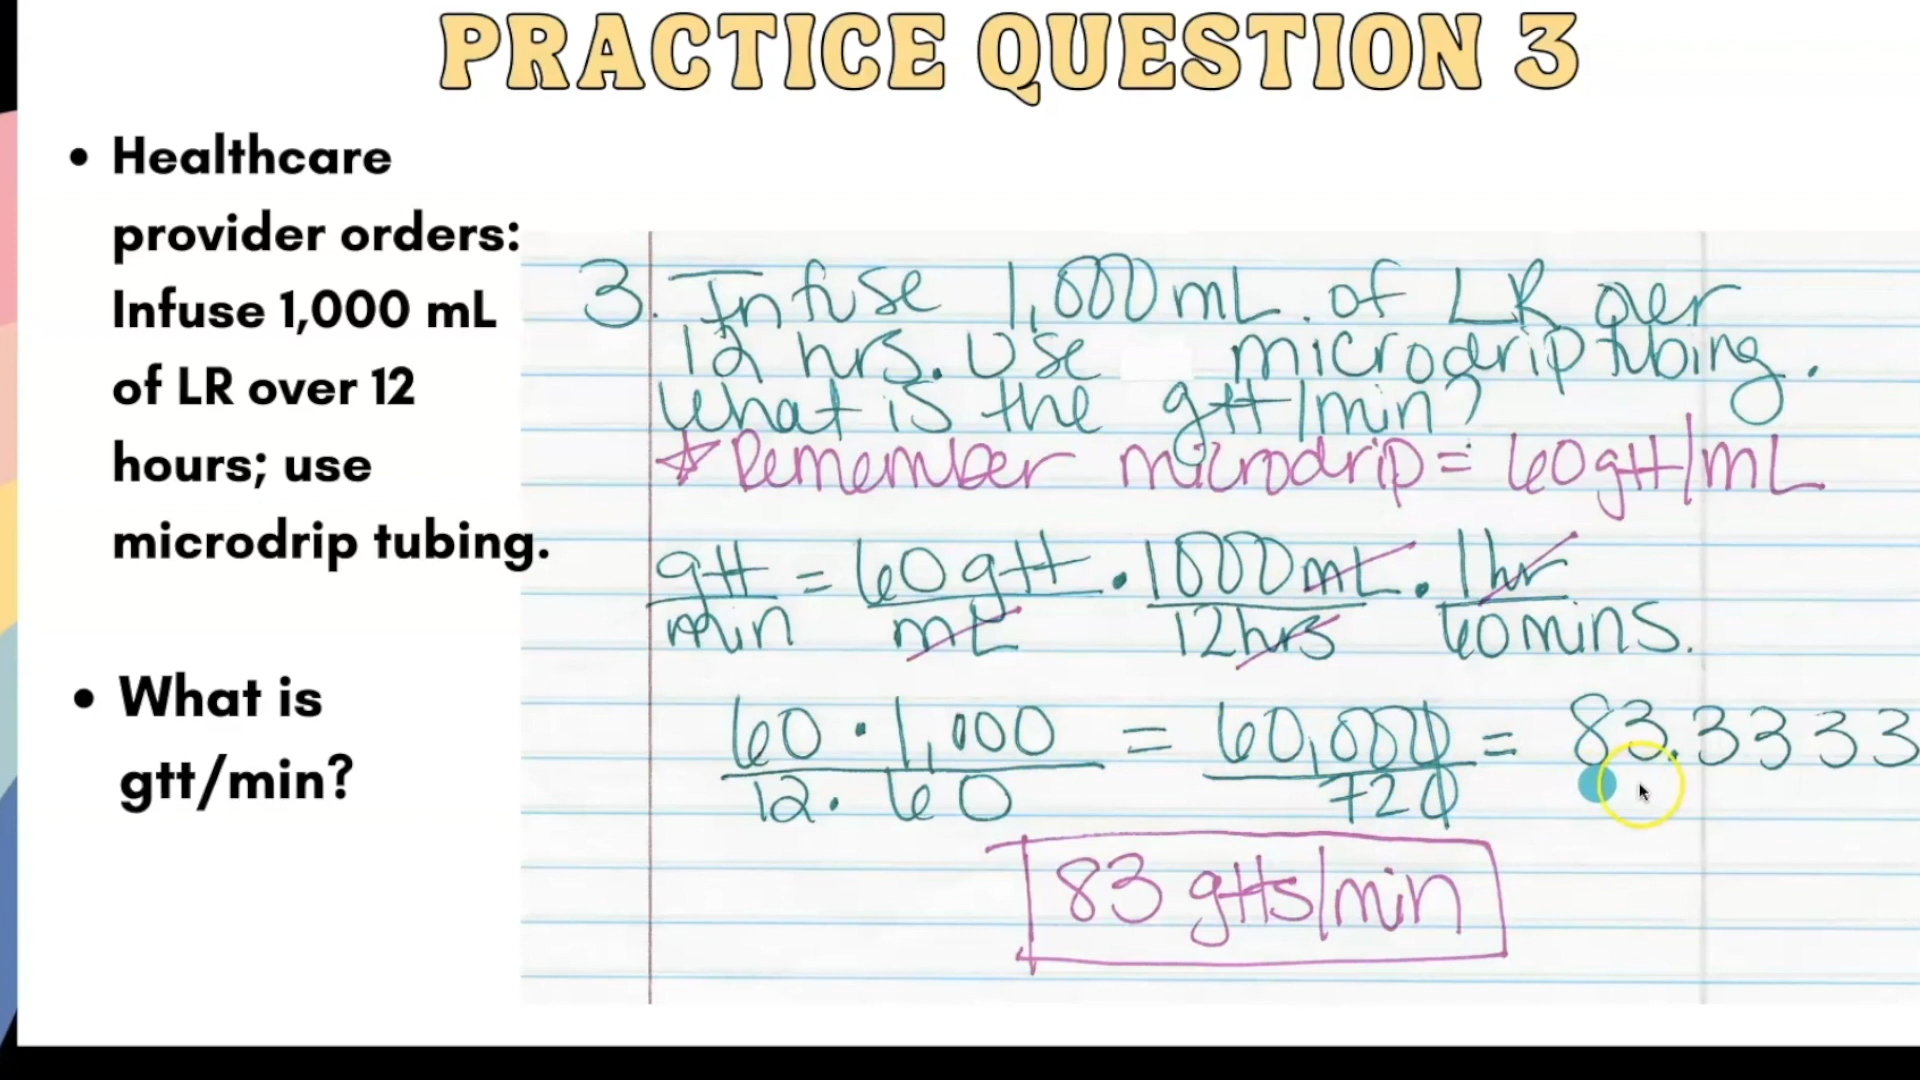 PRACTICE QUESTION 3
• Healthcare
provider orders:
Infuse 1,000 mL
of LR over 12
hours; use
microdrip tubing.
• What is
gtt/min?
3. Infuse 1,000 mL. of LR over
12 hrs. Use microdrip tubing.
What is the gtt/min?
☆ Remember microdrip = 60gtt/mL
gtt/min = 60gtt/mL · 1000mL/12hrs · 1hr/60mins.
60 · 1,000/12 · 60 = 60,000/720 = 83.3333
83 gtts/min